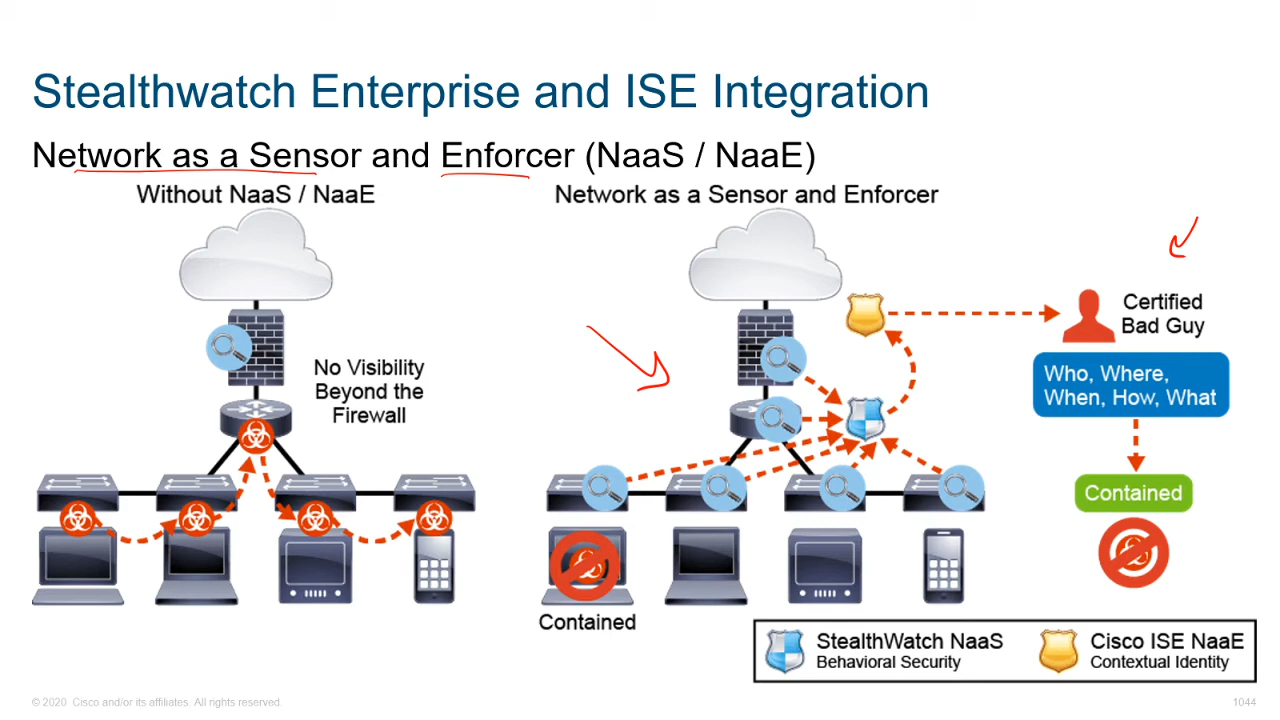 Stealthwatch Enterprise and ISE Integration
Network as a Sensor and Enforcer (NaaS / NaaE)
Without NaaS / NaaE
No Visibility
Beyond the
Firewall
Network as a Sensor and Enforcer
Certified
Bad Guy
Who, Where,
When, How, What
Contained
Contained
StealthWatch NaaS
Behavioral Security
Cisco ISE NaaE
Contextual Identity
© 2020 Cisco and/or its affiliates. All rights reserved.
1044